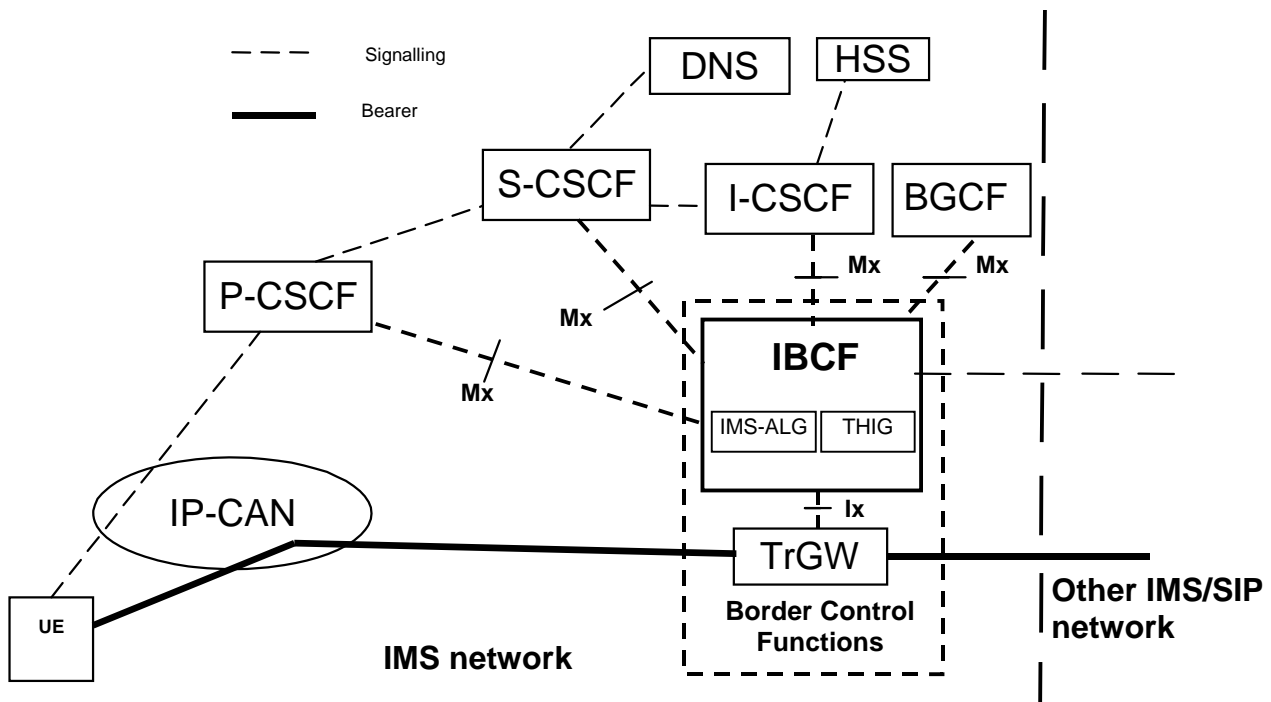 Signalling
Bearer
DNS
HSS
S-CSCF
I-CSCF
BGCF
P-CSCF
Mx
Mx
Mx
Mx
IBCF
IMS-ALG
THIG
IP-CAN
Ix
TrGW
UE
Border Control
Functions
Other IMS/SIP
network
IMS network